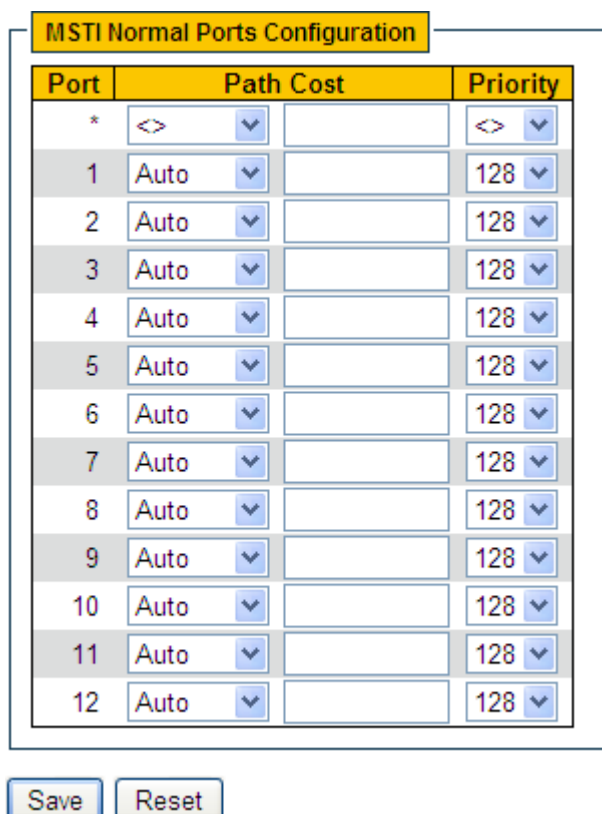 MSTI Normal Ports Configuration
Port Path Cost Priority
* <> <>
1 Auto 128
2 Auto 128
3 Auto 128
4 Auto 128
5 Auto 128
6 Auto 128
7 Auto 128
8 Auto 128
9 Auto 128
10 Auto 128
11 Auto 128
12 Auto 128
Save Reset